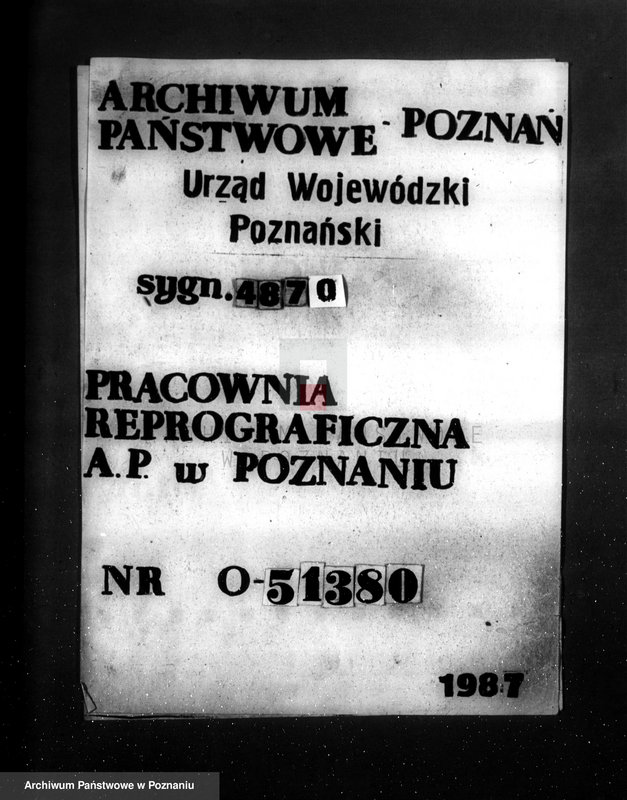 ARCHIWUM
PAŃSTWOWE - POZNAŃ
Urząd Wojewódzki
Poznański
sygn. 4870
PRACOWNIA
REPROGRAFICZNA
A.P. w POZNANIU
NR O-51380
1987
Archiwum Państwowe w Poznaniu